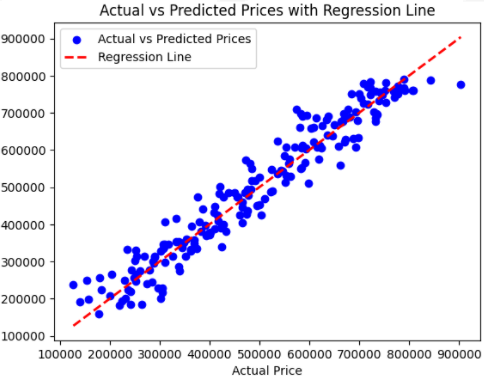 Actual vs Predicted Prices with Regression Line
Actual vs Predicted Prices
Regression Line
900000
800000
700000
600000
500000
400000
300000
200000
100000
100000 200000 300000 400000 500000 600000 700000 800000 900000
Actual Price